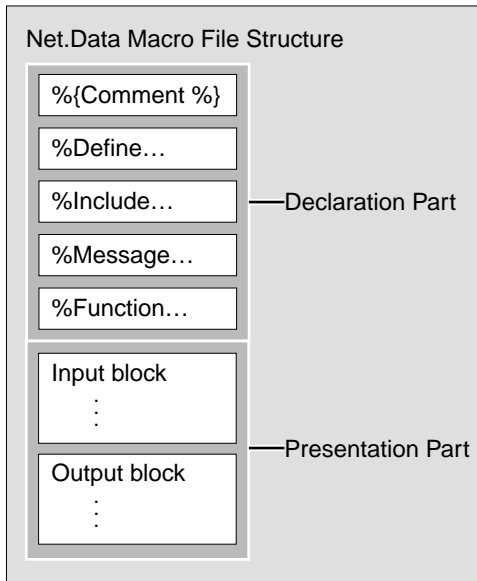 Net.Data Macro File Structure
%{Comment %}
%Define…
%Include…
Declaration Part
%Message…
%Function…
Input block
⋮
Presentation Part
Output block
⋮